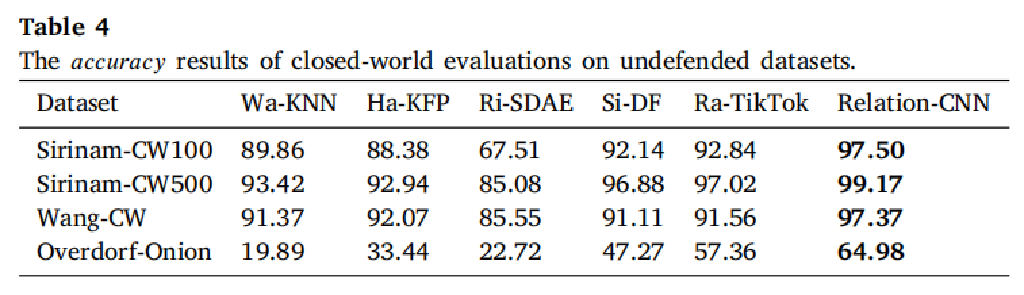 Table 4
The accuracy results of closed-world evaluations on undefended datasets.
Dataset Wa-KNN Ha-KFP Ri-SDAE Si-DF Ra-TikTok Relation-CNN
Sirinam-CW100 89.86 88.38 67.51 92.14 92.84 97.50
Sirinam-CW500 93.42 92.94 85.08 96.88 97.02 99.17
Wang-CW 91.37 92.07 85.55 91.11 91.56 97.37
Overdorf-Onion 19.89 33.44 22.72 47.27 57.36 64.98